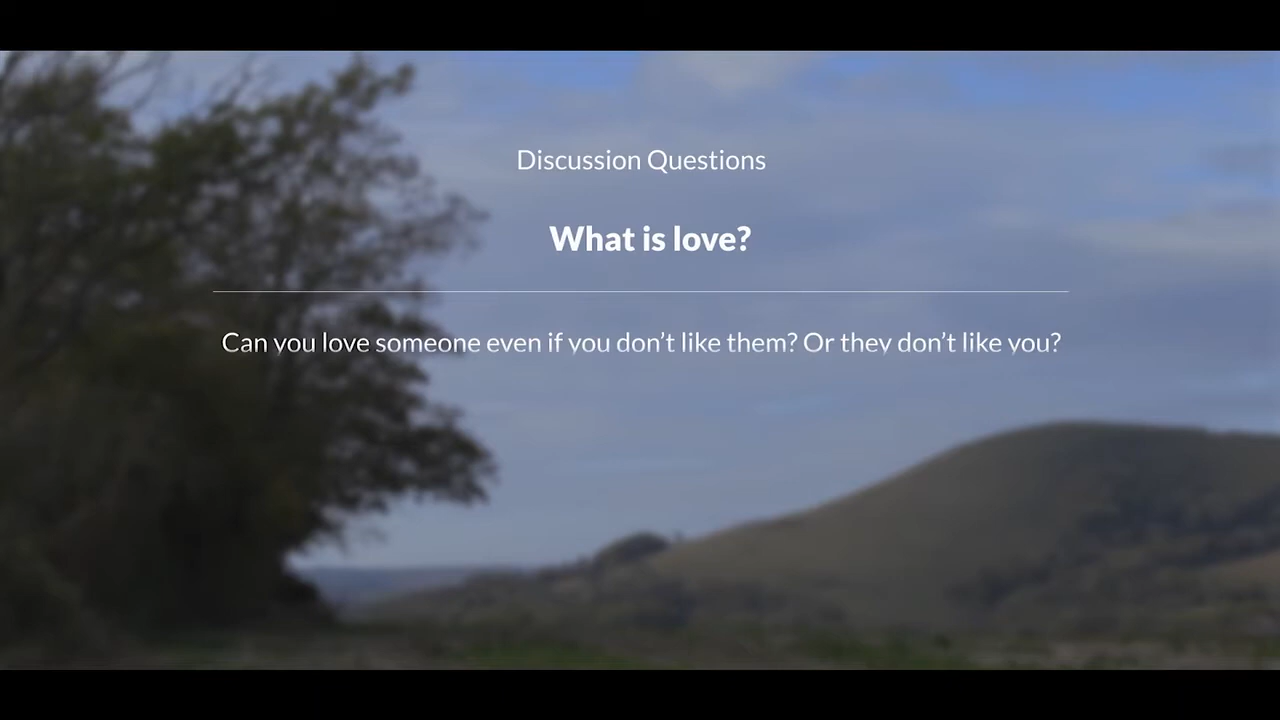 Discussion Questions
What is love?
Can you love someone even if you don’t like them? Or they don’t like you?